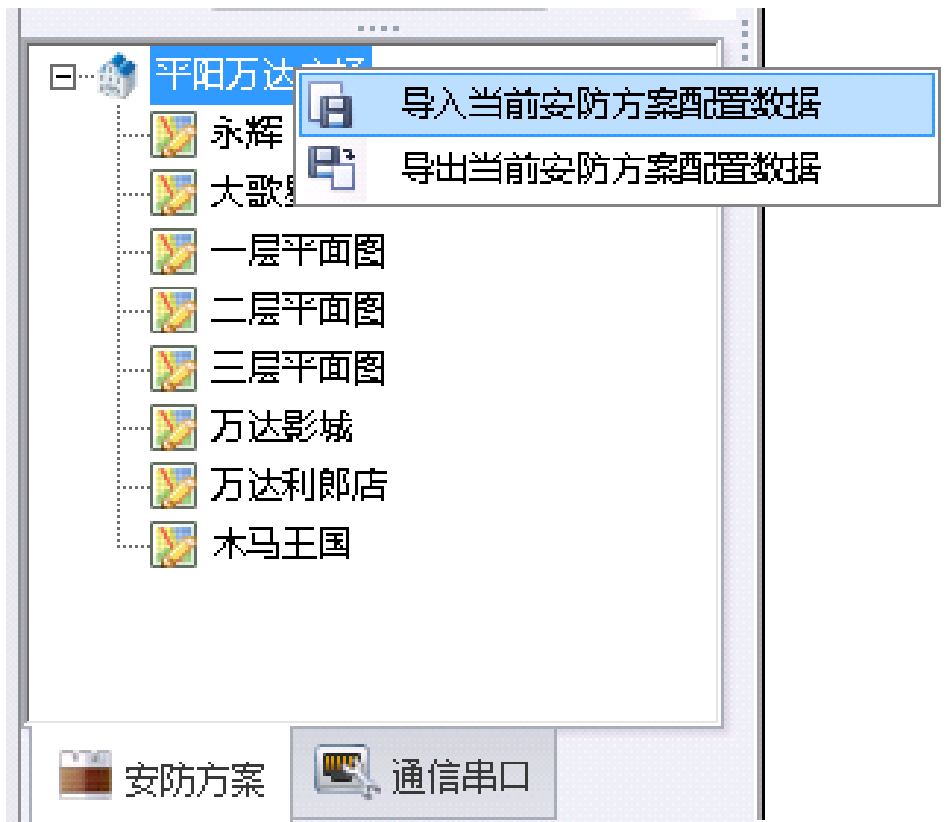 平阳万达广场
导入当前安防方案配置数据
永辉
导出当前安防方案配置数据
大歌
一层平面图
二层平面图
三层平面图
万达影城
万达利郎店
木马王国
安防方案
通信串口